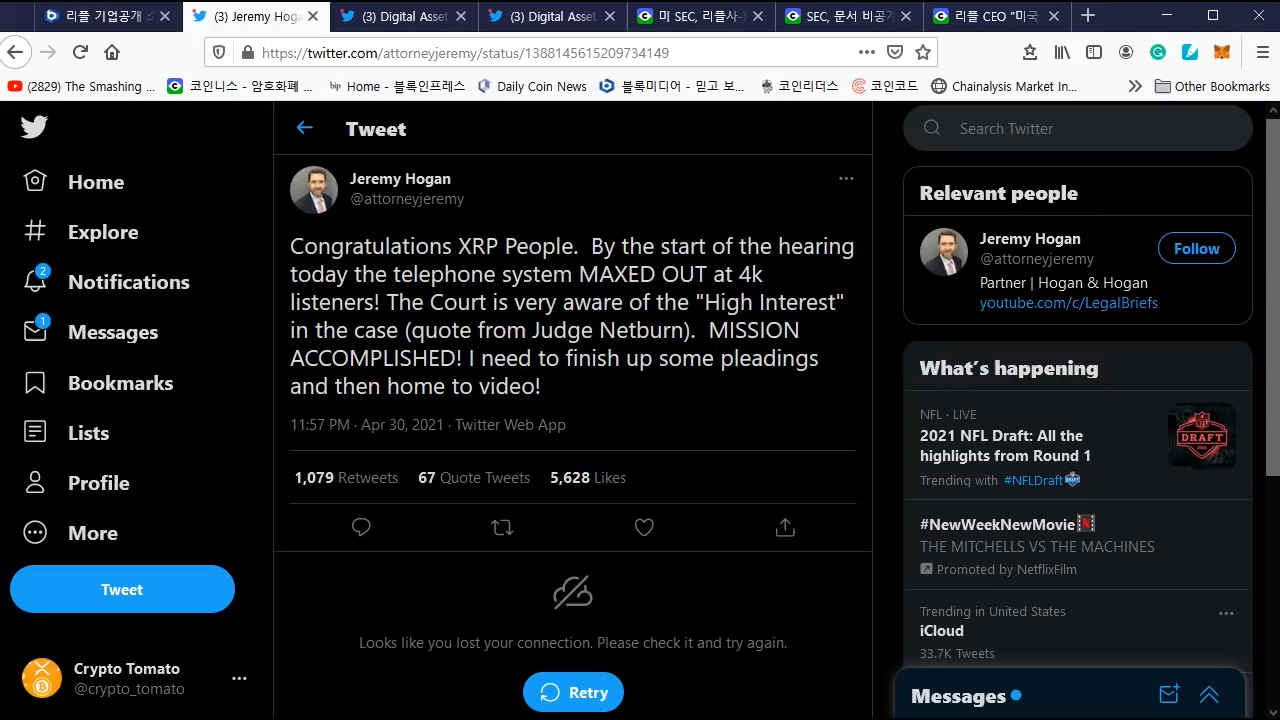 리플 기업공개
(3) Jeremy Hoga
(3) Digital Asset
(3) Digital Asset
미 SEC, 리플사-X
SEC, 문서 비공기
리플 CEO "미국
https://twitter.com/attorneyjeremy/status/1388145615209734149
(2829) The Smashing ...
코인니스 - 암호화폐 ...
bip Home - 블록인프레스
Daily Coin News
블록미디어 - 믿고 보...
코인리더스
코인코드
Chainalysis Market In...
Other Bookmarks
Home
Explore
2
Notifications
1
Messages
Bookmarks
Lists
Profile
More
Tweet
Crypto Tomato
@crypto_tomato
Tweet
Jeremy Hogan
@attorneyjeremy
Congratulations XRP People. By the start of the hearing
today the telephone system MAXED OUT at 4k
listeners! The Court is very aware of the "High Interest"
in the case (quote from Judge Netburn). MISSION
ACCOMPLISHED! I need to finish up some pleadings
and then home to video!
11:57 PM · Apr 30, 2021 · Twitter Web App
1,079 Retweets 67 Quote Tweets 5,628 Likes
Looks like you lost your connection. Please check it and try again.
Retry
Search Twitter
Relevant people
Jeremy Hogan
@attorneyjeremy
Follow
Partner | Hogan & Hogan
youtube.com/c/LegalBriefs
What's happening
NFL · LIVE
2021 NFL Draft: All the
highlights from Round 1
Trending with #NFLDraft
DRAFT
#NewWeekNewMovie
THE MITCHELLS VS THE MACHINES
Promoted by NetflixFilm
Trending in United States
iCloud
33.7K Tweets
Messages